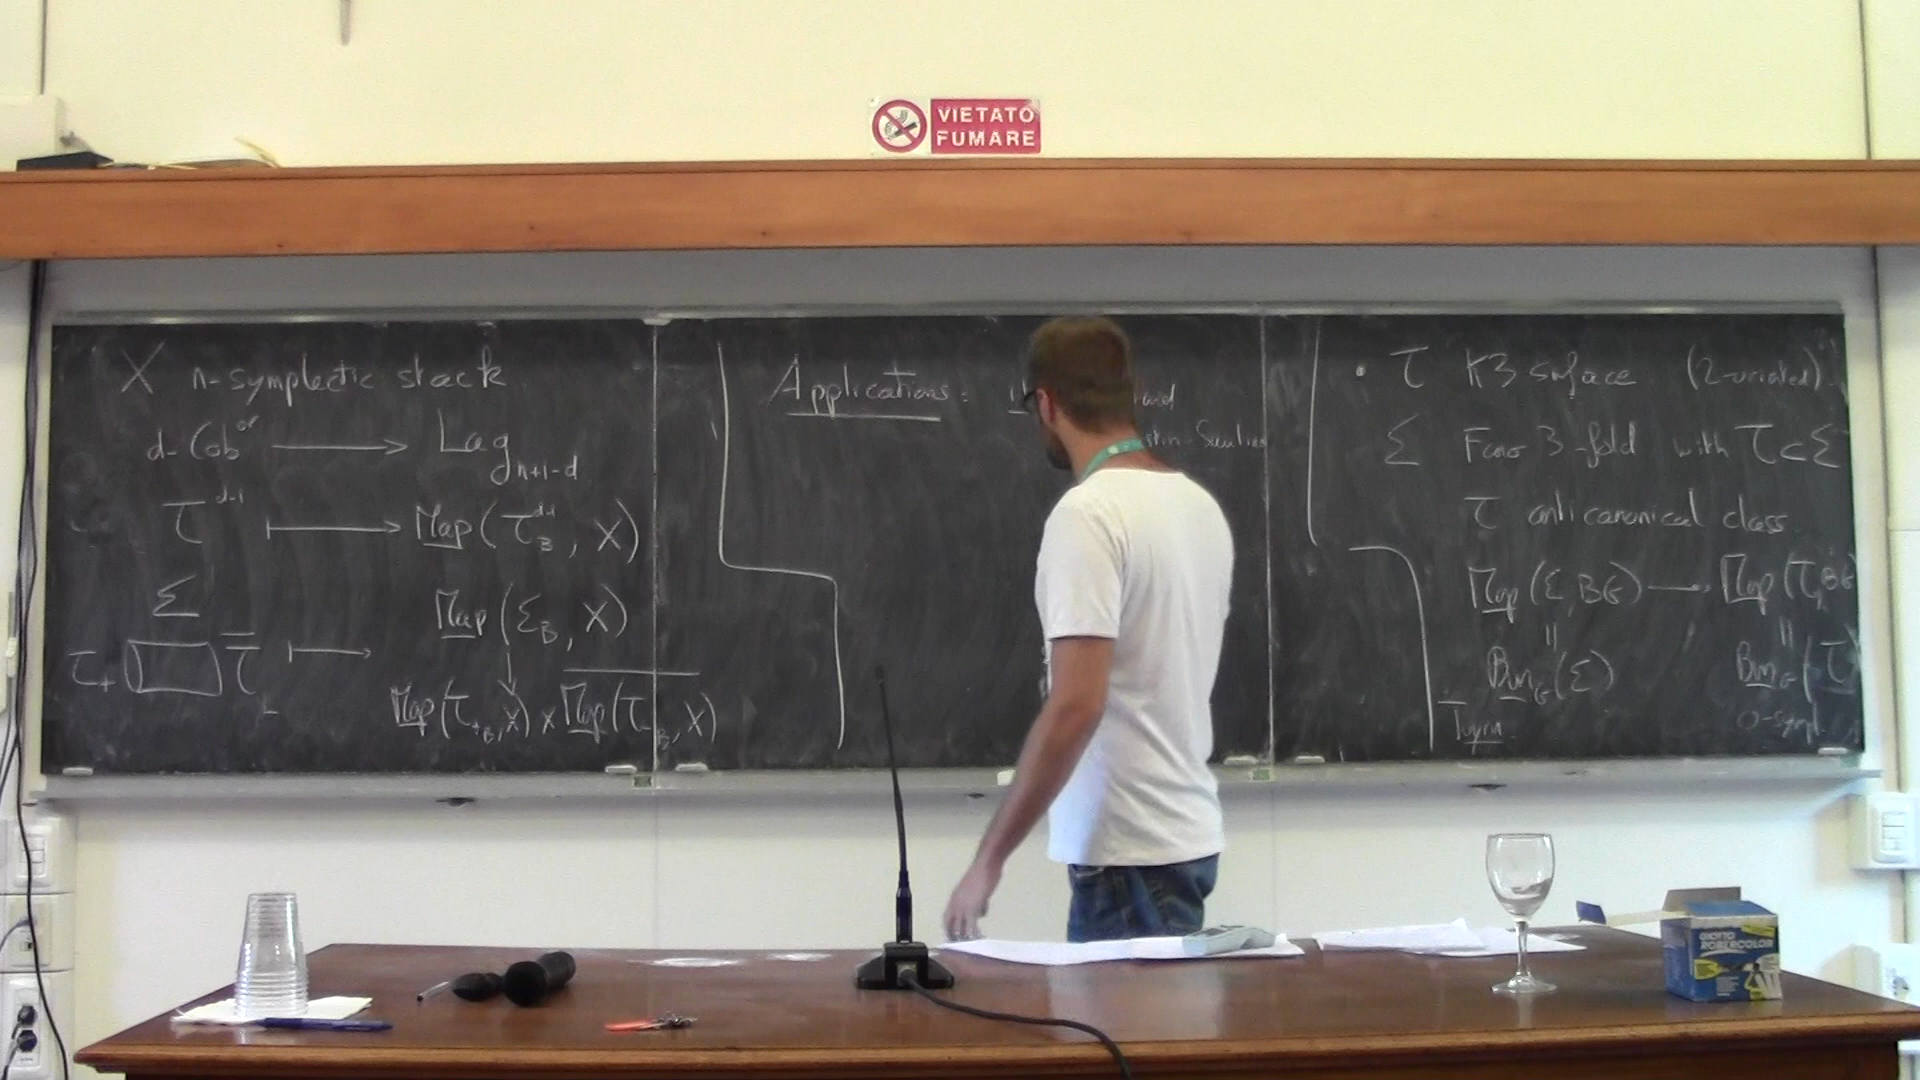 VIETATO
FUMARE
X n-symplectic stack
d-Cob^or ⟶ Lag_{n+1-d}
τ^{d-1} ⟼ Map(τ_B^{d-1}, X)
Σ Map(Σ_B, X)
τ_+ τ̄_- ⟼ ↓
Map(τ_{+B}, X) × Map(τ_{-B}, X)
Applications:
• τ K3 surface (2-oriented)
Σ Fano 3-fold with τ ⊂ Σ
τ anticanonical class
Map(Σ, BG) ⟶ Map(τ, BG)
" "
Bun_G(Σ) Bun_G(τ)
Tyurin 0-sympl.
GIOTTO
ROBERCOLOR